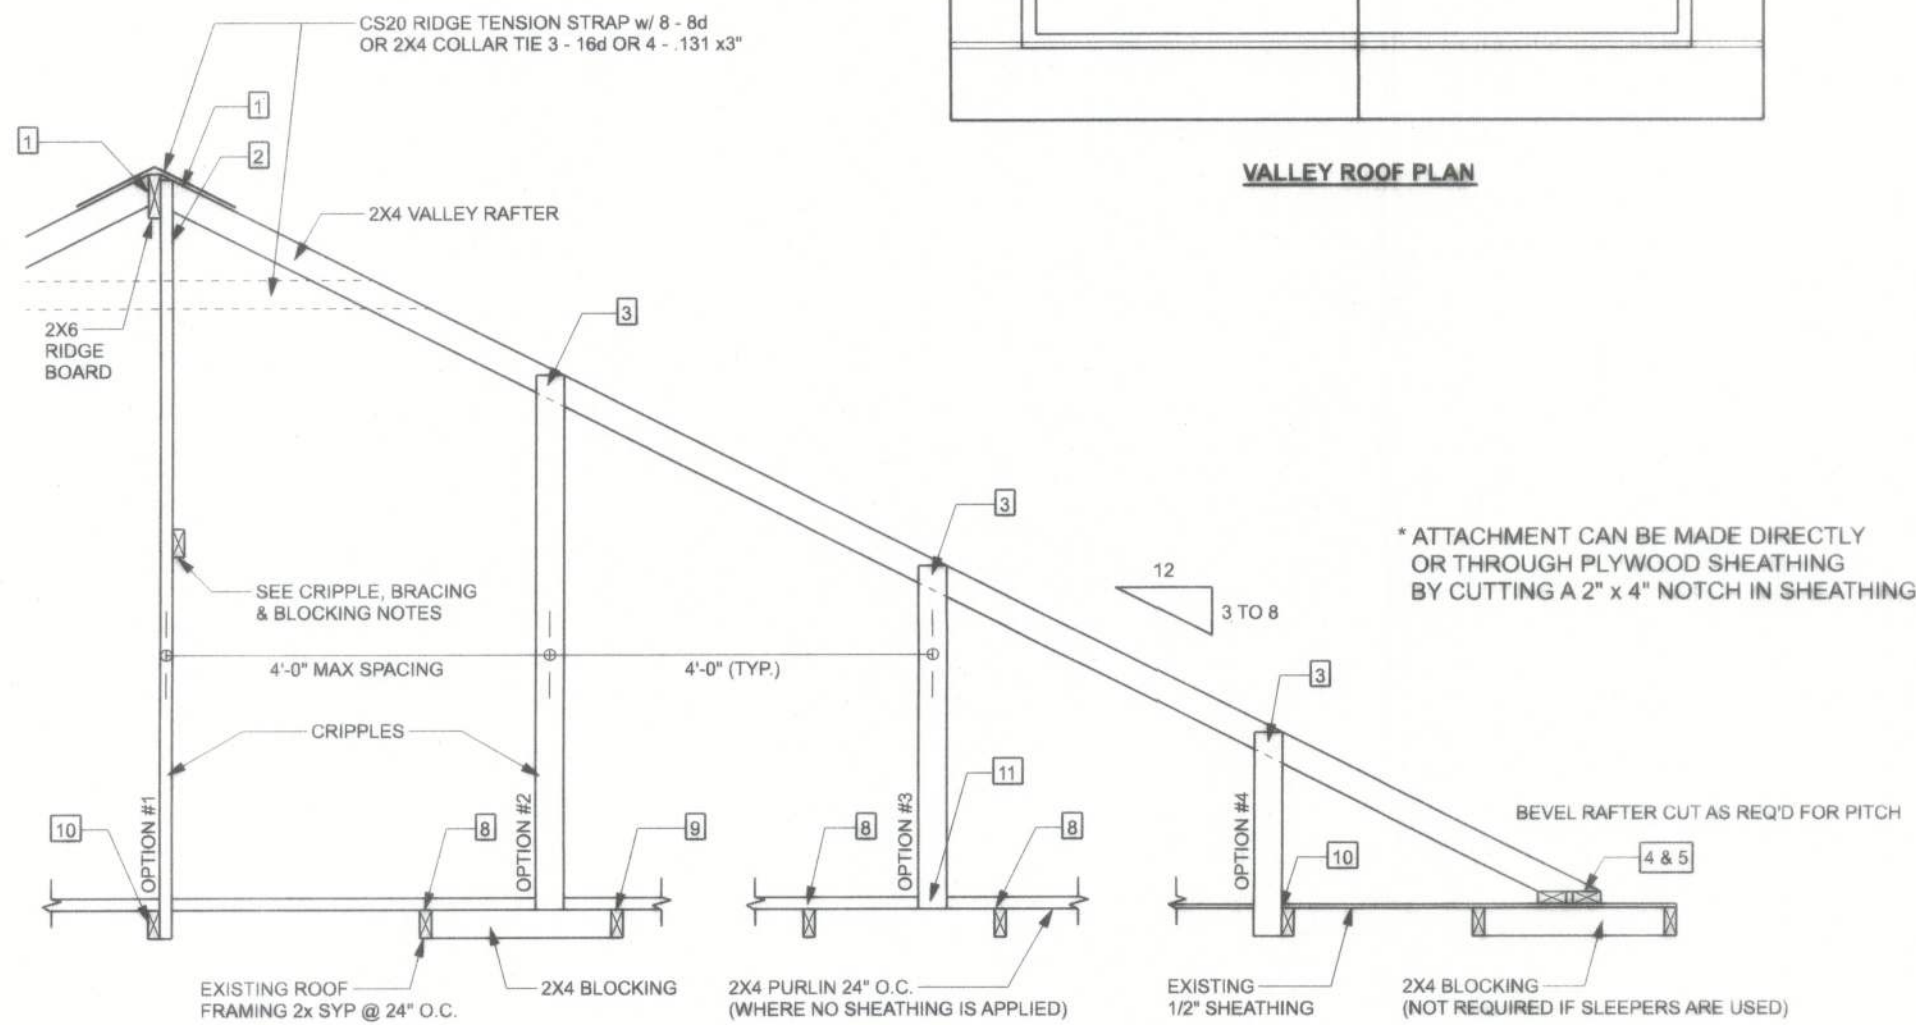 CS20 RIDGE TENSION STRAP w/ 8 - 8d
OR 2X4 COLLAR TIE 3 - 16d OR 4 - .131 x3"
1
1
2
VALLEY ROOF PLAN
2X4 VALLEY RAFTER
3
2X6
RIDGE
BOARD
3
* ATTACHMENT CAN BE MADE DIRECTLY
OR THROUGH PLYWOOD SHEATHING
BY CUTTING A 2" x 4" NOTCH IN SHEATHING
12
3 TO 8
SEE CRIPPLE, BRACING
& BLOCKING NOTES
4'-0" MAX SPACING
4'-0" (TYP.)
3
CRIPPLES
11
OPTION #1
OPTION #2
OPTION #3
OPTION #4
BEVEL RAFTER CUT AS REQ'D FOR PITCH
10
8
9
8
8
10
4 & 5
EXISTING ROOF
FRAMING 2x SYP @ 24" O.C.
2X4 BLOCKING
2X4 PURLIN 24" O.C.
(WHERE NO SHEATHING IS APPLIED)
EXISTING
1/2" SHEATHING
2X4 BLOCKING
(NOT REQUIRED IF SLEEPERS ARE USED)